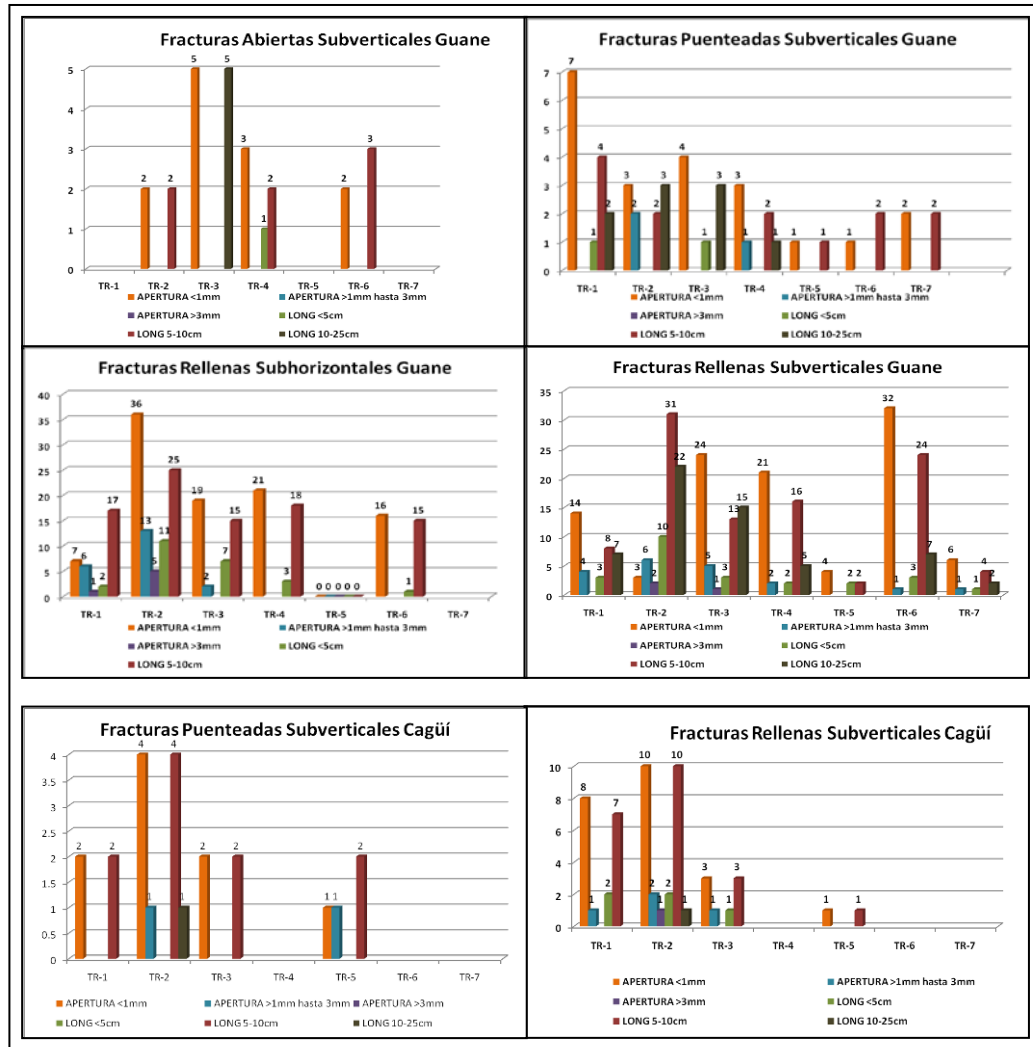 Fracturas Abiertas Subverticales Guane
5
4
3
2
1
0
2 2 5 5 3 1 2 2 3
TR-1 TR-2 TR-3 TR-4 TR-5 TR-6 TR-7
APERTURA <1mm APERTURA >1mm hasta 3mm
APERTURA >3mm LONG <5cm
LONG 5-10cm LONG 10-25cm
Fracturas Puenteadas Subverticales Guane
7
6
5
4
3
2
1
0
7 1 4 2 3 2 2 3 4 1 3 3 1 2 1 1 1 1 2 2 2
TR-1 TR-2 TR-3 TR-4 TR-5 TR-6 TR-7
APERTURA <1mm APERTURA >1mm hasta 3mm
APERTURA >3mm LONG <5cm
LONG 5-10cm LONG 10-25cm
Fracturas Rellenas Subhorizontales Guane
40
35
30
25
20
15
10
5
0
7 6 1 2 17 36 13 5 11 25 19 2 7 15 21 3 18 0 0 0 0 0 16 1 15
TR-1 TR-2 TR-3 TR-4 TR-5 TR-6 TR-7
APERTURA <1mm APERTURA >1mm hasta 3mm
APERTURA >3mm LONG <5cm
LONG 5-10cm
Fracturas Rellenas Subverticales Guane
35
30
25
20
15
10
5
0
14 4 3 8 7 3 6 2 10 31 22 24 5 1 3 13 15 21 2 2 16 5 4 2 2 32 1 3 24 7 6 1 1 4 2
TR-1 TR-2 TR-3 TR-4 TR-5 TR-6 TR-7
APERTURA <1mm APERTURA >1mm hasta 3mm
APERTURA >3mm LONG <5cm
LONG 5-10cm LONG 10-25cm
Fracturas Puenteadas Subverticales Cagüí
4
3.5
3
2.5
2
1.5
1
0.5
0
2 2 4 1 4 1 2 2 1 1 2
TR-1 TR-2 TR-3 TR-4 TR-5 TR-6 TR-7
APERTURA <1mm APERTURA >1mm hasta 3mm APERTURA >3mm
LONG <5cm LONG 5-10cm LONG 10-25cm
Fracturas Rellenas Subverticales Cagüí
10
8
6
4
2
0
8 1 2 7 10 2 1 2 10 1 3 1 1 3 1 1
TR-1 TR-2 TR-3 TR-4 TR-5 TR-6 TR-7
APERTURA <1mm APERTURA >1mm hasta 3mm
APERTURA >3mm LONG <5cm
LONG 5-10cm LONG 10-25cm